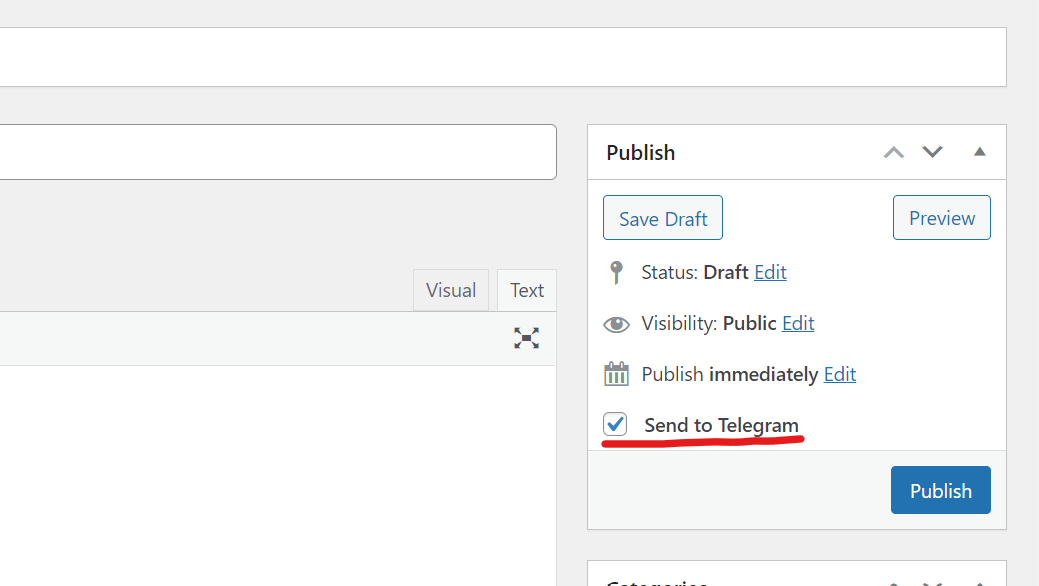 Publish
Save Draft
Preview
Status: Draft Edit
Visual
Text
Visibility: Public Edit
Publish immediately Edit
Send to Telegram
Publish
Categories